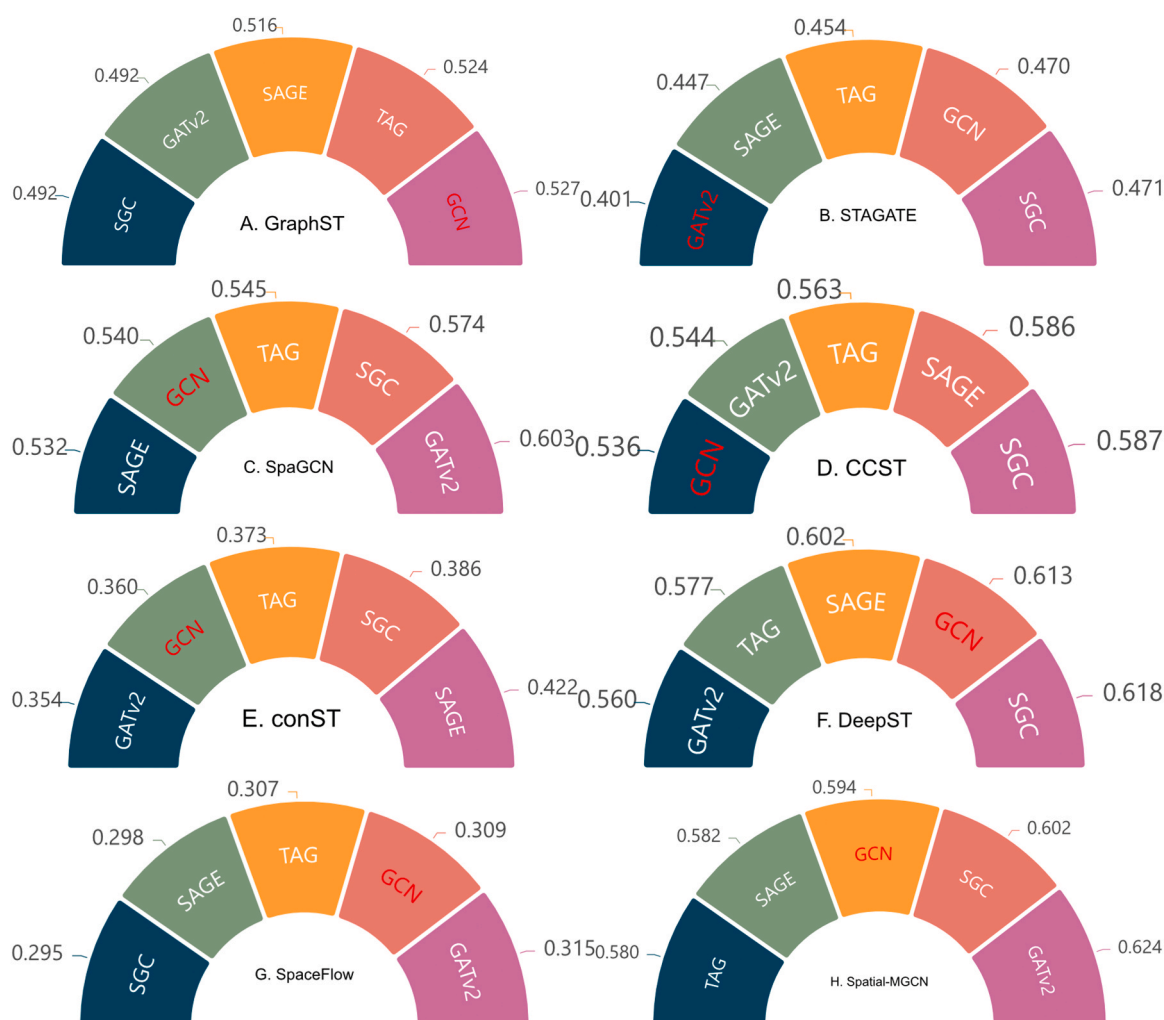 0.516
0.492
SAGE
0.524
GATv2
TAG
0.492
SGC
A. GraphST
GCN
0.527
0.454
0.447
TAG
0.470
SAGE
GCN
0.401
GATv2
B. STAGATE
SGC
0.471
0.545
0.540
TAG
0.574
GCN
SGC
0.532
SAGE
C. SpaGCN
GATv2
0.603
0.563
0.544
TAG
0.586
GATv2
SAGE
0.536
GCN
D. CCST
SGC
0.587
0.373
0.360
TAG
0.386
GCN
SGC
0.354
GATv2
E. conST
SAGE
0.422
0.602
0.577
SAGE
0.613
TAG
GCN
0.560
GATv2
F. DeepST
SGC
0.618
0.307
0.298
TAG
0.309
SAGE
GCN
0.295
SGC
G. SpaceFlow
GATv2
0.315
0.594
0.582
GCN
0.602
SAGE
SGC
0.580
TAG
H. Spatial-MGCN
GATv2
0.624